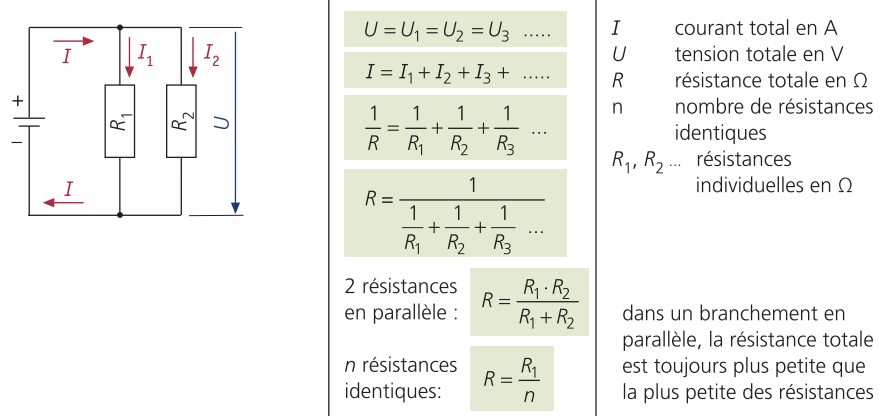 I
I₁
I₂
+
−
R₁
R₂
U
I
U = U₁ = U₂ = U₃ .....
I = I₁ + I₂ + I₃ + .....
1/R = 1/R₁ + 1/R₂ + 1/R₃ ...
R = 1/(1/R₁ + 1/R₂ + 1/R₃ ...)
2 résistances
en parallèle :
R = (R₁ · R₂)/(R₁ + R₂)
n résistances
identiques:
R = R₁/n
I courant total en A
U tension totale en V
R résistance totale en Ω
n nombre de résistances
identiques
R₁, R₂ ... résistances
individuelles en Ω
dans un branchement en
parallèle, la résistance totale
est toujours plus petite que
la plus petite des résistances